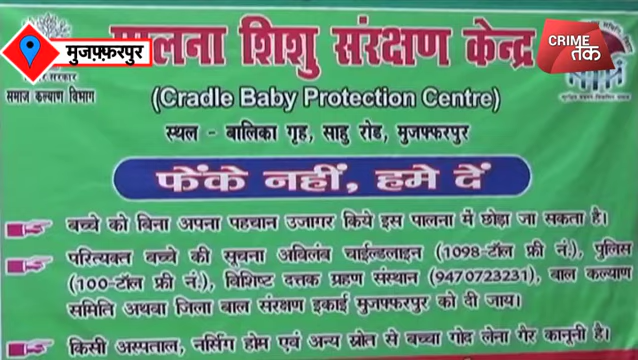 मुजफ़्फ़रपुर
CRIME
तक
पालना शिशु संरक्षण केन्द्र
सरकार
समाज कल्याण विभाग
(Cradle Baby Protection Centre)
स्थल - बालिका गृह, साहु रोड, मुजफ्फरपुर
फेंके नहीं, हमे दें
बच्चे को बिना अपना पहचान उजागर किये इस पालना में छोड़ा जा सकता है।
परित्यक्त बच्चे की सूचना अविलंब चाईल्डलाइन (1098-टॉल फ्री नं.), पुलिस
(100-टॉल फ्री नं.), विशिष्ट दत्तक ग्रहण संस्थान (9470723231), बाल कल्याण
समिति अथवा जिला बाल संरक्षण इकाई मुजफ्फरपुर को दी जाय।
किसी अस्पताल, नर्सिंग होम एवं अन्य स्रोत से बच्चा गोद लेना गैर कानूनी है।